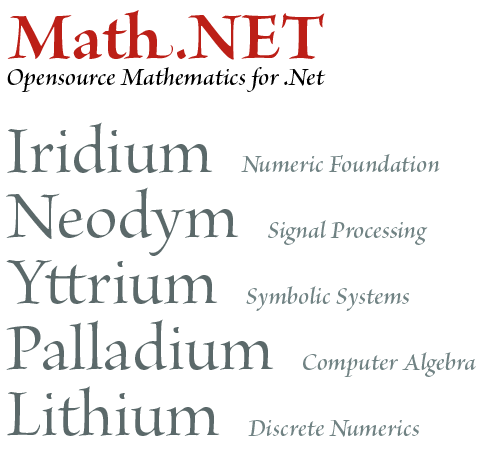 Math.NET
Opensource Mathematics for .Net
Iridium Numeric Foundation
Neodym Signal Processing
Yttrium Symbolic Systems
Palladium Computer Algebra
Lithium Discrete Numerics